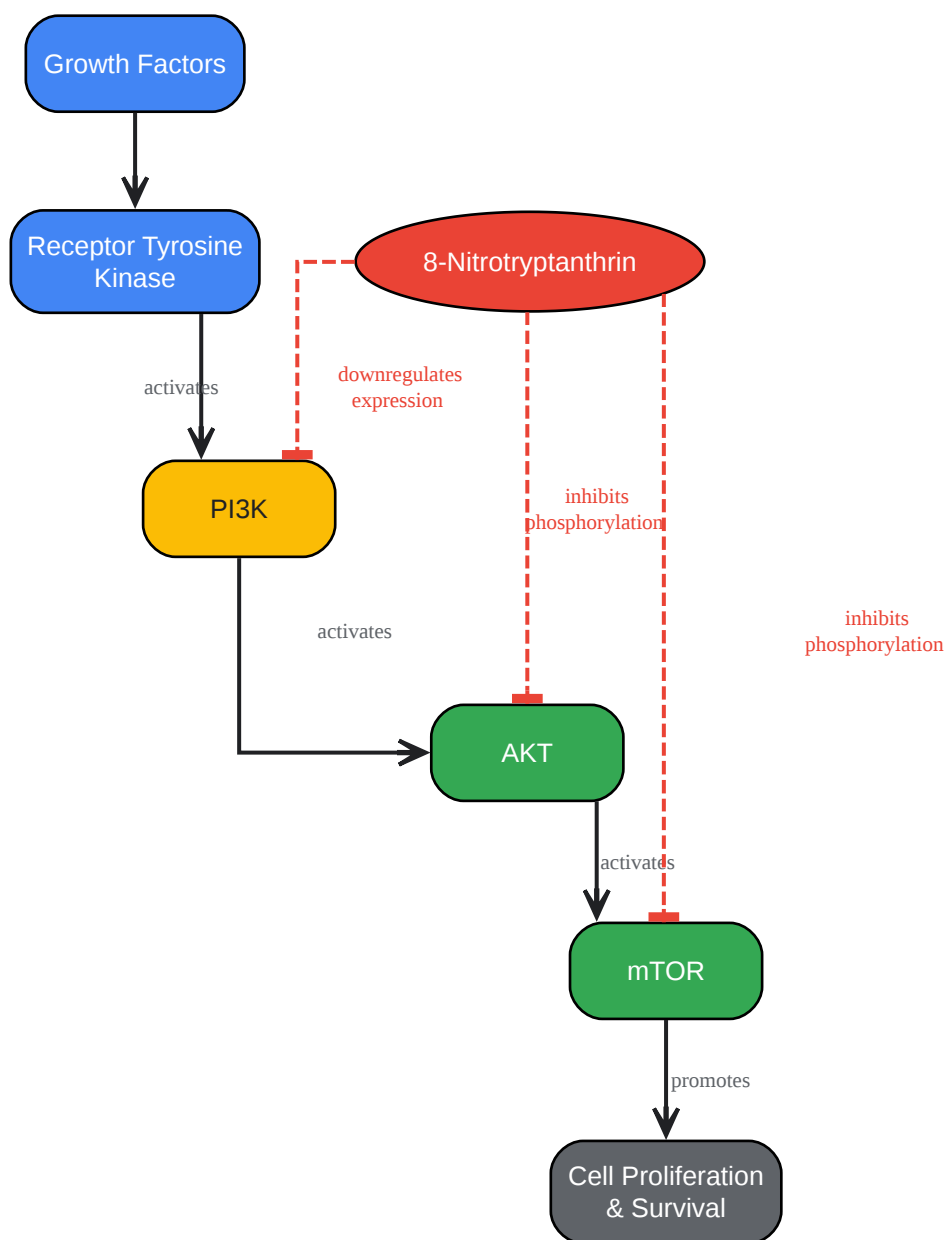 Growth Factors
Receptor Tyrosine
Kinase
8-Nitrotryptanthrin
activates
downregulates
expression
PI3K
inhibits
phosphorylation
activates
inhibits
phosphorylation
AKT
activates
mTOR
promotes
Cell Proliferation
& Survival